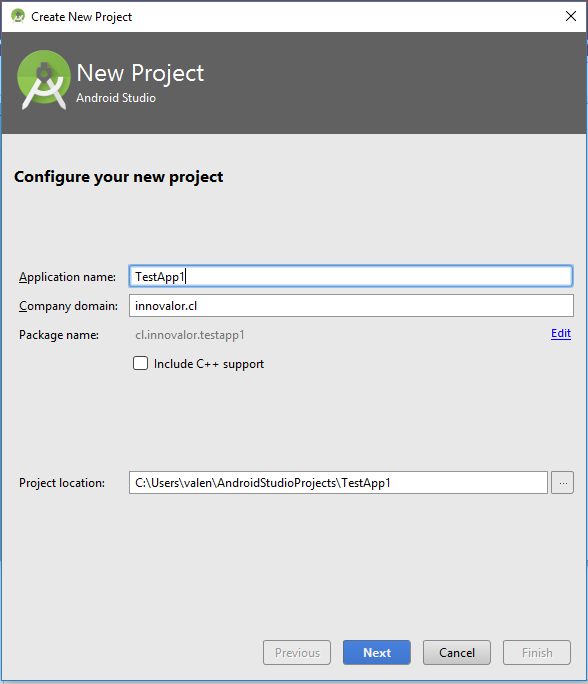 Create New Project
New Project
Android Studio
Configure your new project
Application name: TestApp1
Company domain: innovalor.cl
Package name: cl.innovalor.testapp1 Edit
Include C++ support
Project location: C:\Users\valen\AndroidStudioProjects\TestApp1 ...
Previous Next Cancel Finish